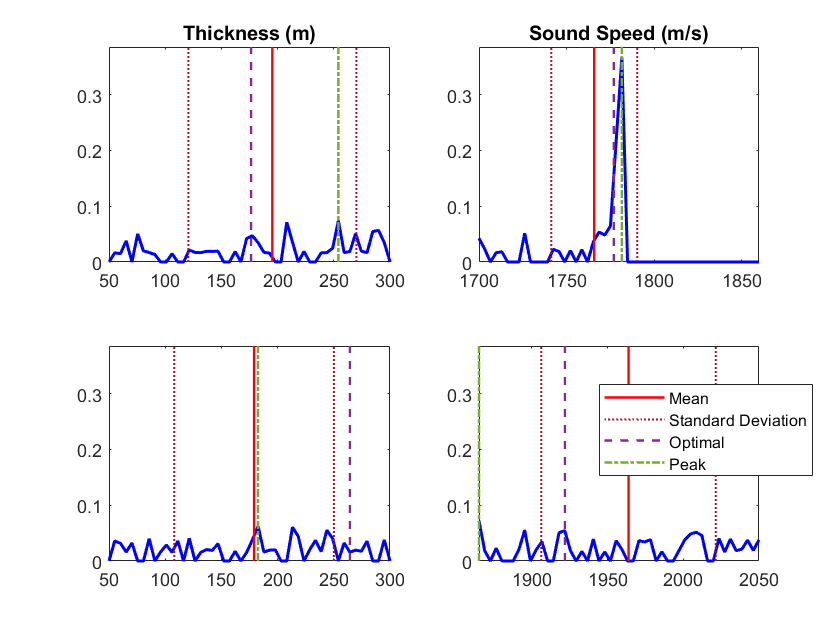 Thickness (m)
0.3
0.2
0.1
0
50 100 150 200 250 300
Sound Speed (m/s)
0.3
0.2
0.1
0
1700 1750 1800 1850
0.3
0.2
0.1
0
50 100 150 200 250 300
0.3
0.2
0.1
0
1900 1950 2000 2050
Mean
Standard Deviation
Optimal
Peak